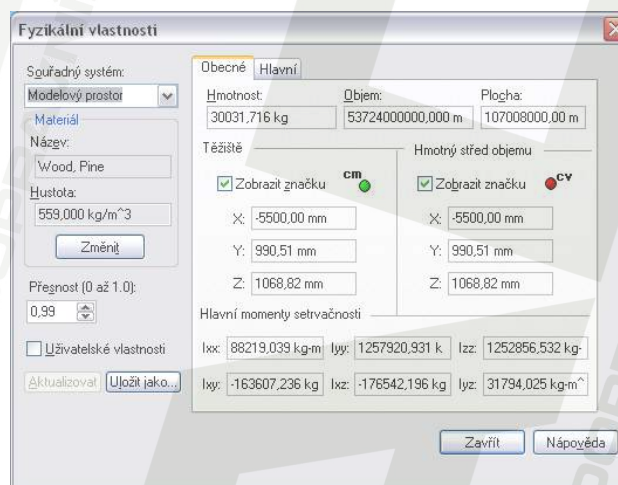 Fyzikální vlastnosti
Souřadný systém:
Modelový prostor
Materiál
Název:
Wood, Pine
Hustota:
559,000 kg/m^3
Změnit
Přesnost (0 až 1.0):
0,99
Uživatelské vlastnosti
Aktualizovat Uložit jako...
Obecné Hlavní
Hmotnost: Objem: Plocha:
30031,716 kg 53724000000,000 m 107008000,00 m
Těžiště Hmotný střed objemu
Zobrazit značku cm Zobrazit značku cv
X: -5500,00 mm X: -5500,00 mm
Y: 990,51 mm Y: 990,51 mm
Z: 1068,82 mm Z: 1068,82 mm
Hlavní momenty setrvačnosti
Ixx: 88219,039 kg-m Iyy: 1257920,931 k Izz: 1252856,532 kg-
Ixy: -163607,236 kg Ixz: -176542,196 kg Iyz: 31794,025 kg-m^
Zavřít Nápověda